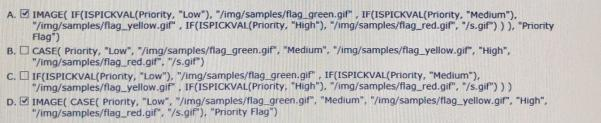 A. IMAGE( IF(ISPICKVAL(Priority, "Low"), "/img/samples/flag_green.gif" , IF(ISPICKVAL(Priority, "Medium"),
"/img/samples/flag_yellow.gif" , IF(ISPICKVAL(Priority, "High"), "/img/samples/flag_red.gif", "/s.gif") ) ), "Priority
Flag")
B. CASE( Priority, "Low", "/img/samples/flag_green.gif", "Medium", "/img/samples/flag_yellow.gif", "High",
"/img/samples/flag_red.gif", "/s.gif")
C. IF(ISPICKVAL(Priority, "Low"), "/img/samples/flag_green.gif" , IF(ISPICKVAL(Priority, "Medium"),
"/img/samples/flag_yellow.gif" , IF(ISPICKVAL(Priority, "High"), "/img/samples/flag_red.gif", "/s.gif") ) )
D. IMAGE( CASE( Priority, "Low", "/img/samples/flag_green.gif", "Medium", "/img/samples/flag_yellow.gif", "High",
"/img/samples/flag_red.gif", "/s.gif"), "Priority Flag")